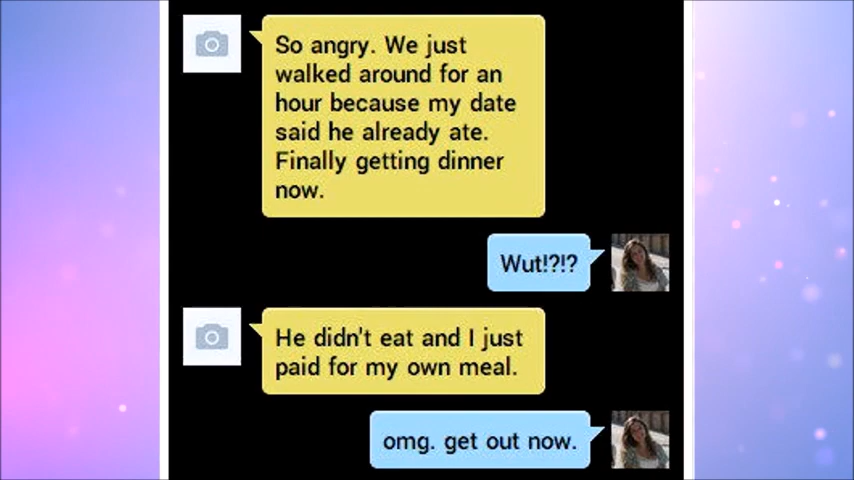 So angry. We just
walked around for an
hour because my date
said he already ate.
Finally getting dinner
now.
Wut!?!?
He didn't eat and I just
paid for my own meal.
omg. get out now.